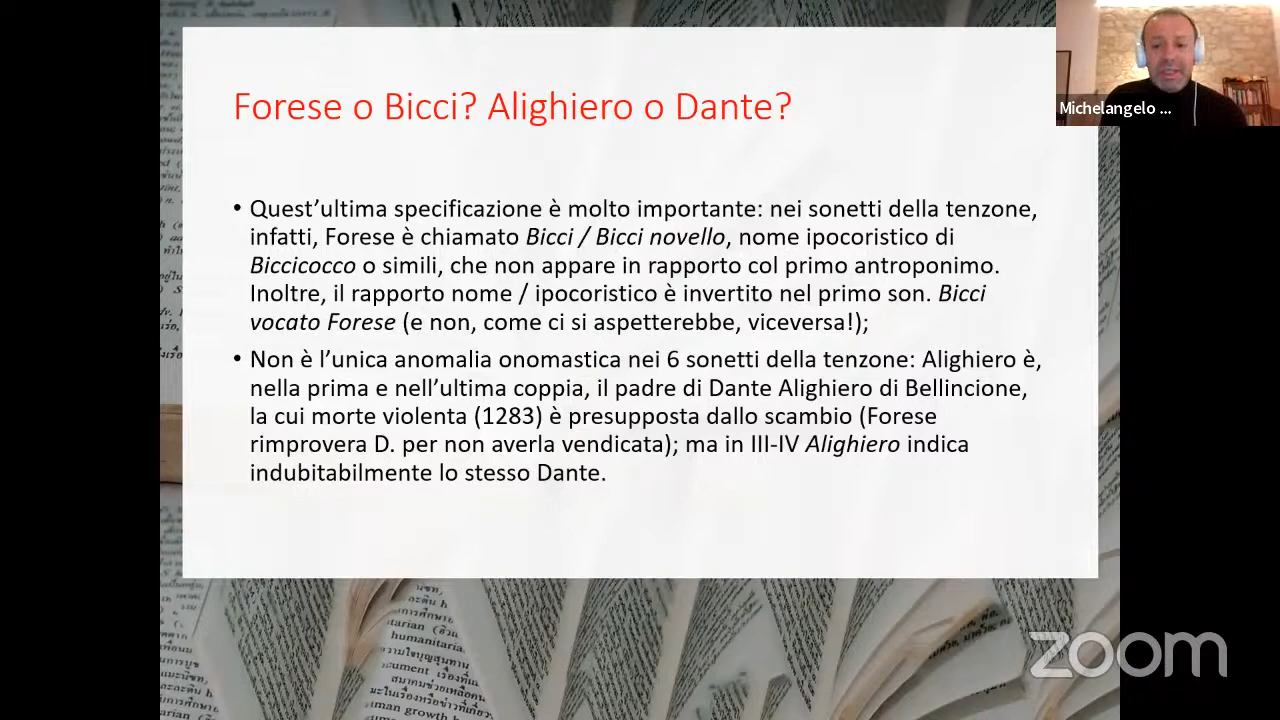 Forese o Bicci? Alighiero o Dante?
Michelangelo ...
• Quest’ultima specificazione è molto importante: nei sonetti della tenzone,
infatti, Forese è chiamato Bicci / Bicci novello, nome ipocoristico di
Biccicocco o simili, che non appare in rapporto col primo antroponimo.
Inoltre, il rapporto nome / ipocoristico è invertito nel primo son. Bicci
vocato Forese (e non, come ci si aspetterebbe, viceversa!);
• Non è l’unica anomalia onomastica nei 6 sonetti della tenzone: Alighiero è,
nella prima e nell’ultima coppia, il padre di Dante Alighiero di Bellincione,
la cui morte violenta (1283) è presupposta dallo scambio (Forese
rimprovera D. per non averla vendicata); ma in III-IV Alighiero indica
indubitabilmente lo stesso Dante.
zoom